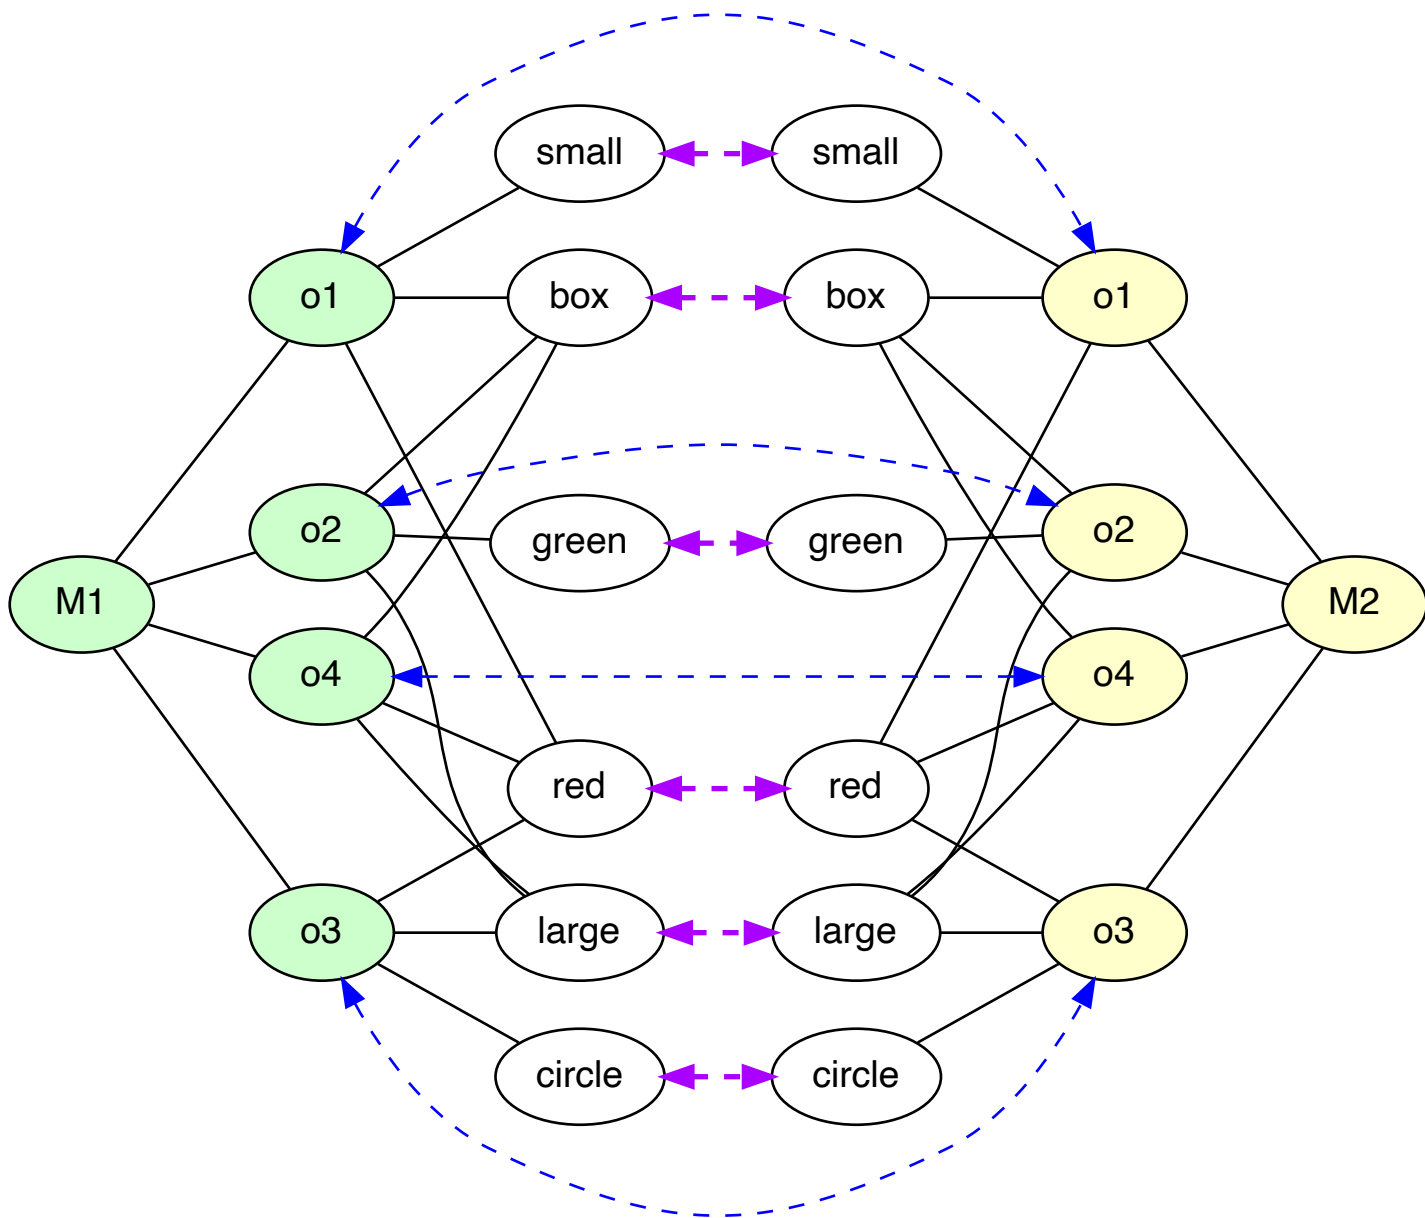 small small
o1 box box o1
o2 green green o2
M1 M2
o4 o4
red red
o3 large large o3
circle circle